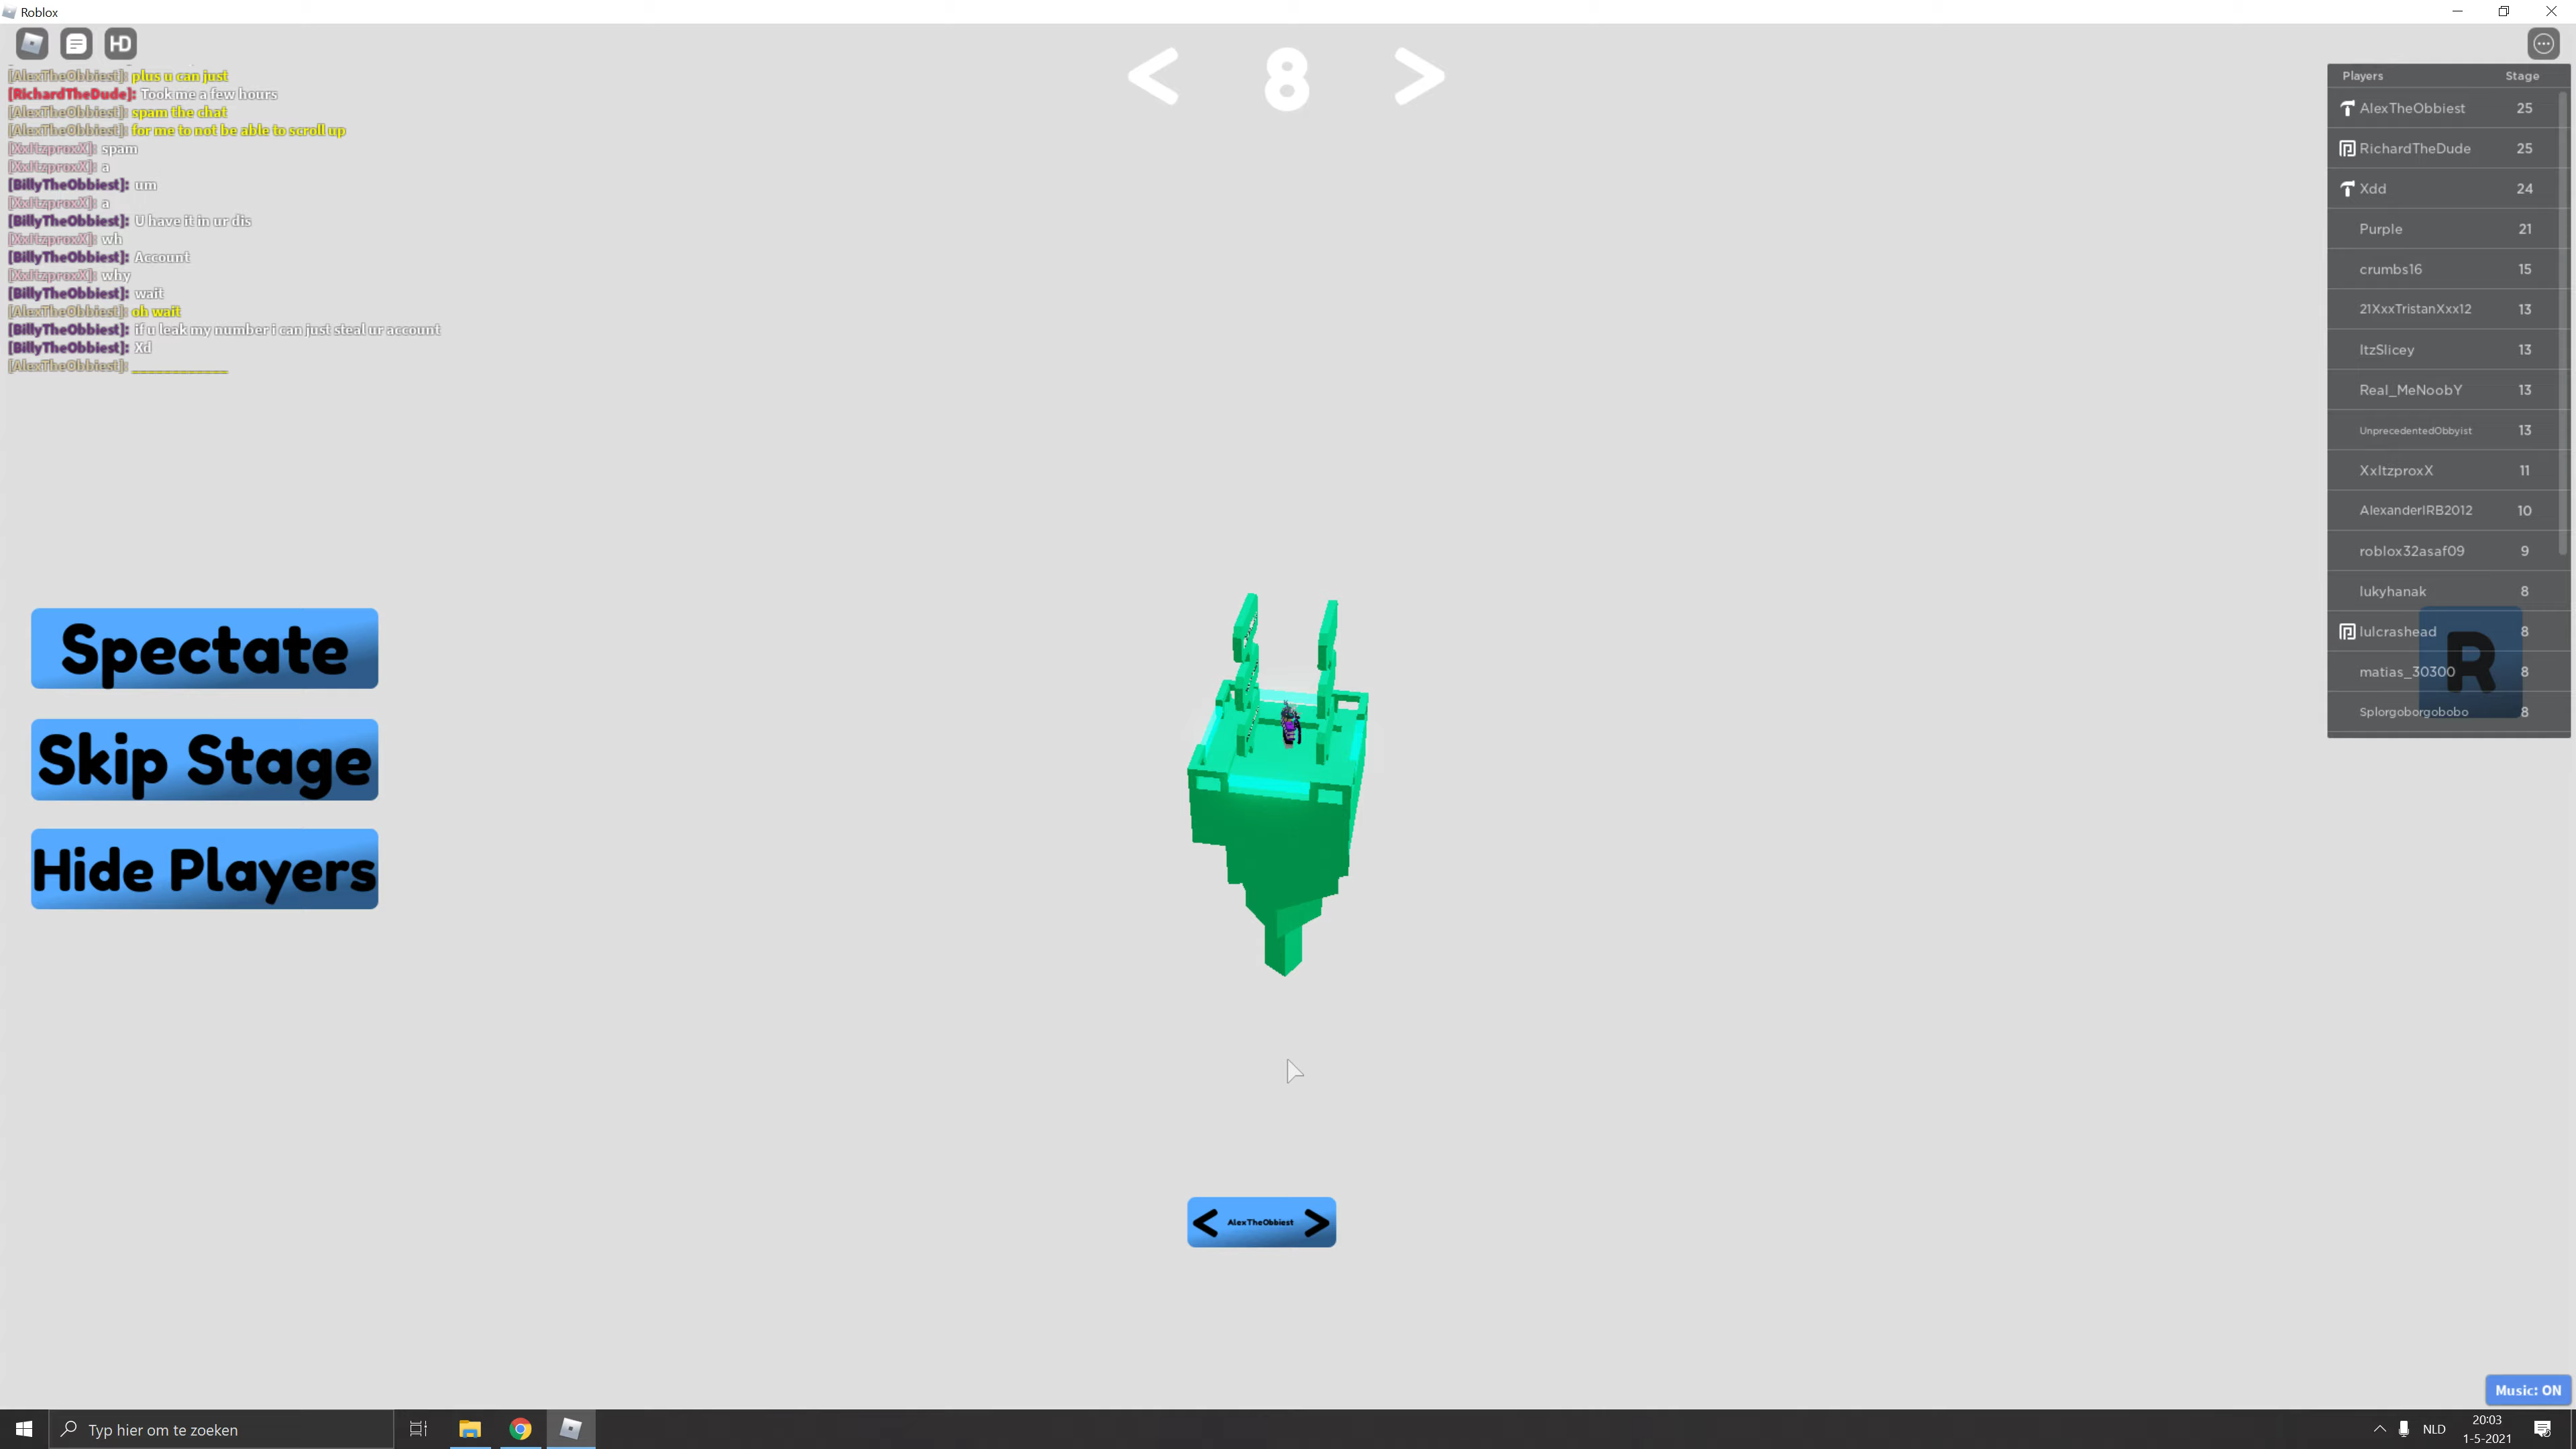 Roblox
HD
[AlexTheObbiest]: plus u can just
[RichardTheDude]: Took me a few hours
[AlexTheObbiest]: spam the chat
[AlexTheObbiest]: for me to not be able to scroll up
[XxItzproxX]: spam
[XxItzproxX]: a
[BillyTheObbiest]: um
[XxItzproxX]: a
[BillyTheObbiest]: U have it in ur dis
[XxItzproxX]: wh
[BillyTheObbiest]: Account
[XxItzproxX]: why
[BillyTheObbiest]: wait
[AlexTheObbiest]: oh wait
[BillyTheObbiest]: if u leak my number i can just steal ur account
[BillyTheObbiest]: Xd
[AlexTheObbiest]: ____________
< 8 >
Players Stage
AlexTheObbiest 25
RichardTheDude 25
Xdd 24
Purple 21
crumbs16 15
21XxxTristanXxx12 13
ItzSlicey 13
Real_MeNoobY 13
UnprecedentedObbyist 13
XxItzproxX 11
AlexanderIRB2012 10
roblox32asaf09 9
lukyhanak 8
lulcrashead 8
matias_30300 8
Splorgoborgobobo 8
R
Spectate
Skip Stage
Hide Players
< AlexTheObbiest >
Music: ON
Typ hier om te zoeken
NLD
20:03
1-5-2021